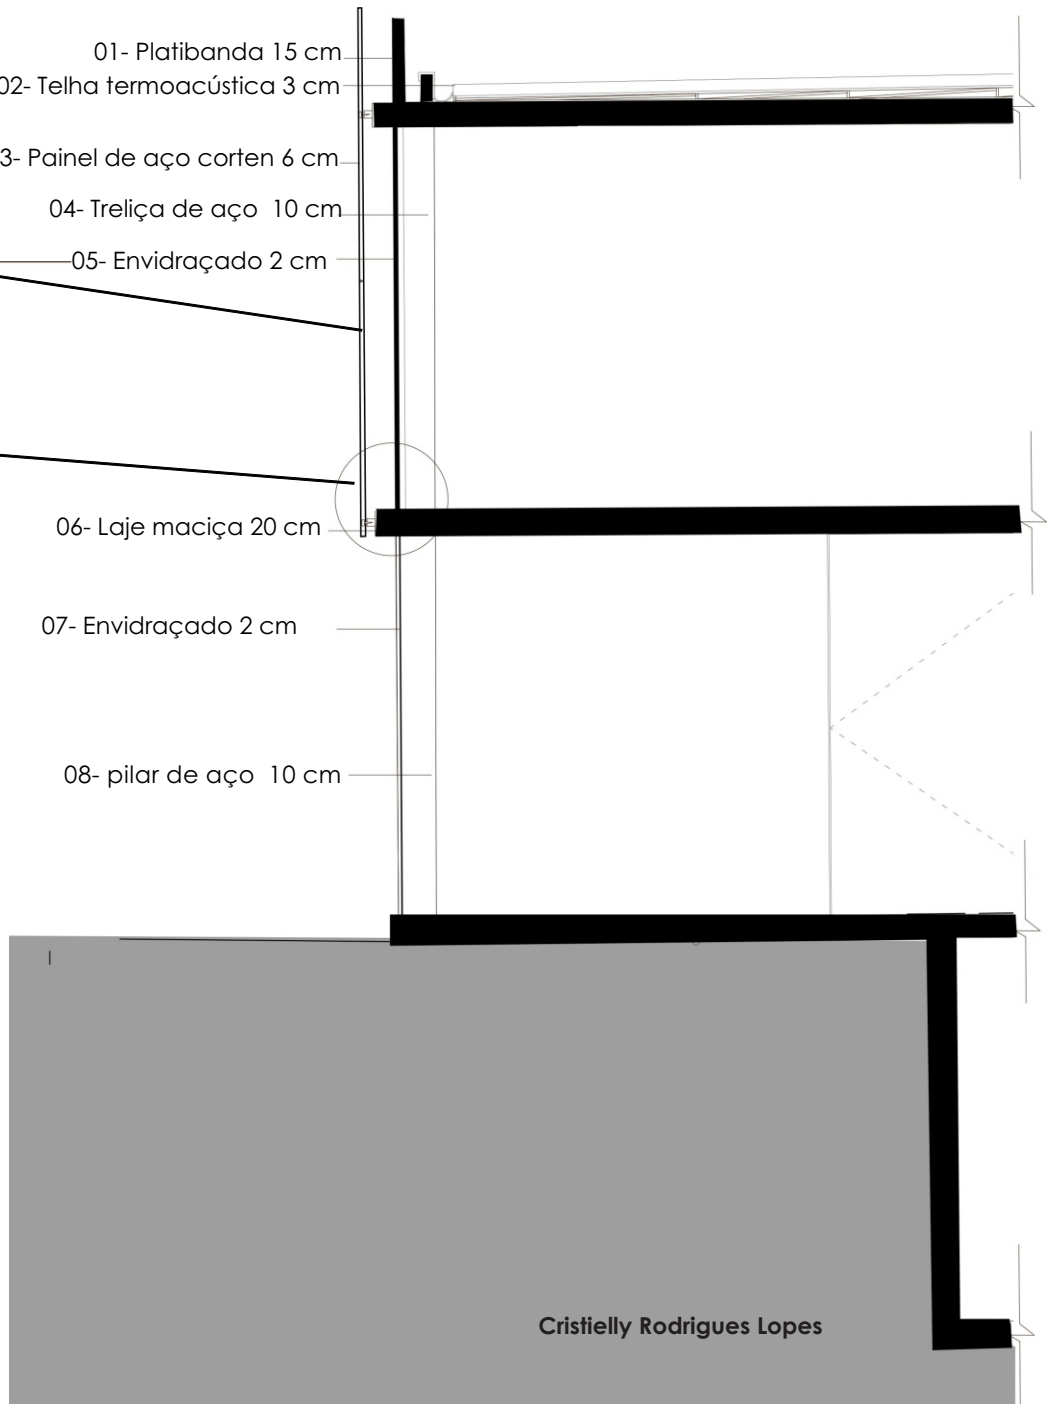 01- Platibanda 15 cm
02- Telha termoacústica 3 cm
3- Painel de aço corten 6 cm
04- Treliça de aço  10 cm
05- Envidraçado 2 cm
06- Laje maciça 20 cm
07- Envidraçado 2 cm
08- pilar de aço  10 cm
Cristielly Rodrigues Lopes